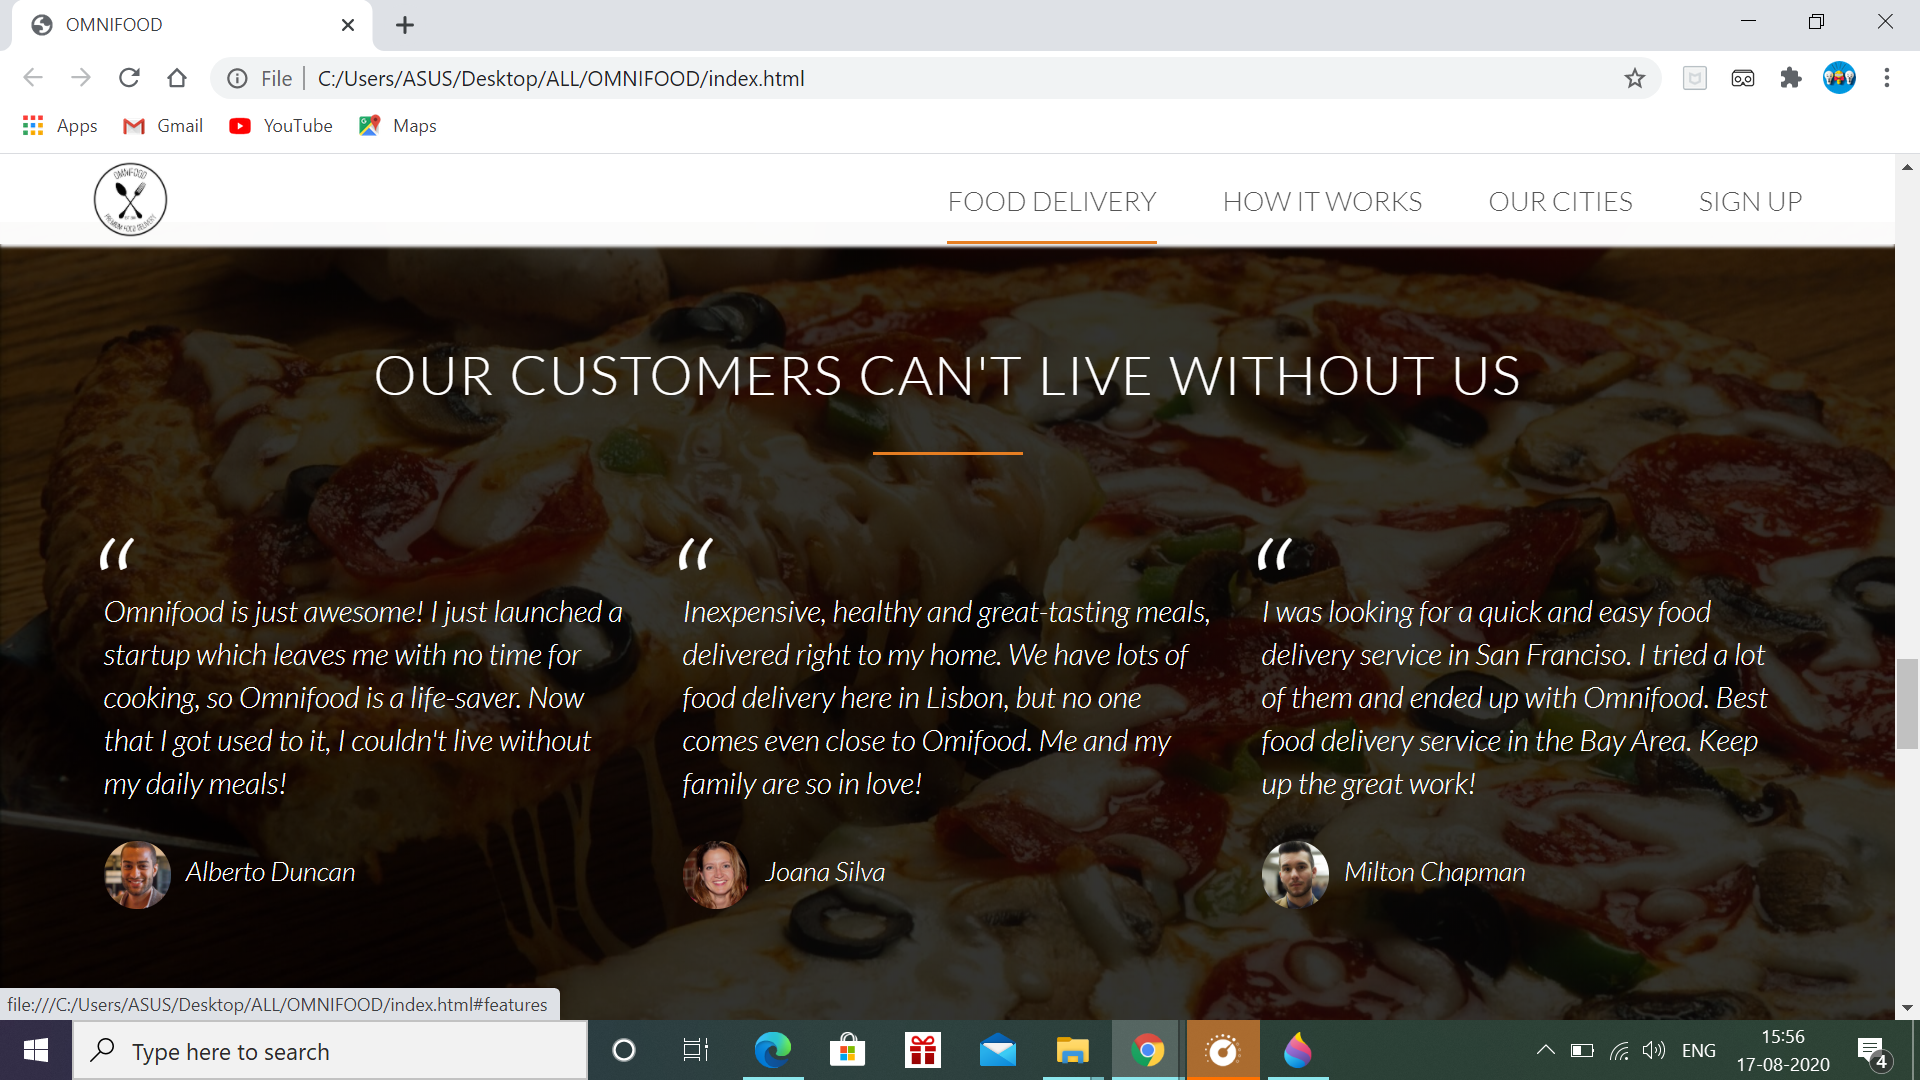 OMNIFOOD
File
C:/Users/ASUS/Desktop/ALL/OMNIFOOD/index.html
Apps
Gmail
YouTube
Maps
OMNIFOOD
PREMIUM FOOD DELIVERY
FOOD DELIVERY
HOW IT WORKS
OUR CITIES
SIGN UP
OUR CUSTOMERS CAN'T LIVE WITHOUT US
“
Omnifood is just awesome! I just launched a
startup which leaves me with no time for
cooking, so Omnifood is a life-saver. Now
that I got used to it, I couldn't live without
my daily meals!
Alberto Duncan
“
Inexpensive, healthy and great-tasting meals,
delivered right to my home. We have lots of
food delivery here in Lisbon, but no one
comes even close to Omifood. Me and my
family are so in love!
Joana Silva
“
I was looking for a quick and easy food
delivery service in San Franciso. I tried a lot
of them and ended up with Omnifood. Best
food delivery service in the Bay Area. Keep
up the great work!
Milton Chapman
file:///C:/Users/ASUS/Desktop/ALL/OMNIFOOD/index.html#features
Type here to search
ENG
15:56
17-08-2020
4